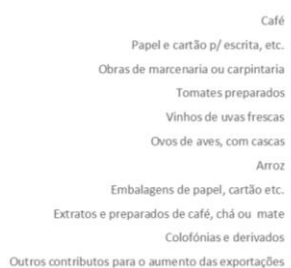 Café
Papel e cartão p/ escrita, etc.
Obras de marcenaria ou carpintaria
Tomates preparados
Vinhos de uvas frescas
Ovos de aves, com cascas
Arroz
Embalagens de papel, cartão etc.
Extratos e preparados de café, chá ou mate
Colofónias e derivados
Outros contributos para o aumento das exportações